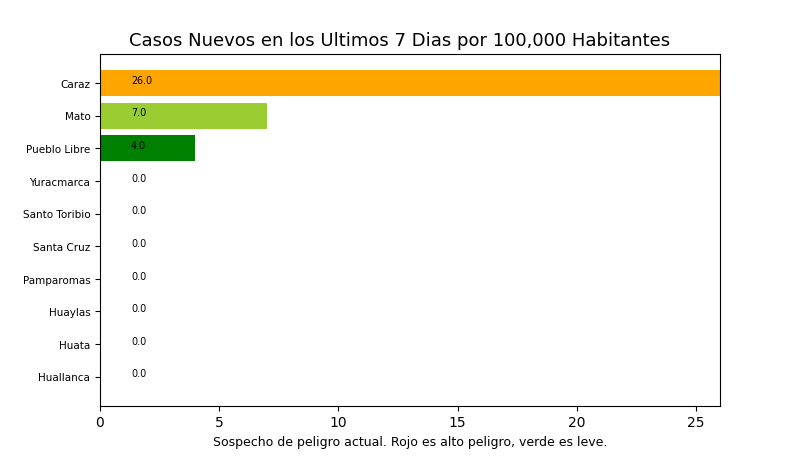 Casos Nuevos en los Ultimos 7 Dias por 100,000 Habitantes
Caraz 26.0
Mato 7.0
Pueblo Libre 4.0
Yuracmarca 0.0
Santo Toribio 0.0
Santa Cruz 0.0
Pamparomas 0.0
Huaylas 0.0
Huata 0.0
Huallanca 0.0
0 5 10 15 20 25
Sospecho de peligro actual. Rojo es alto peligro, verde es leve.